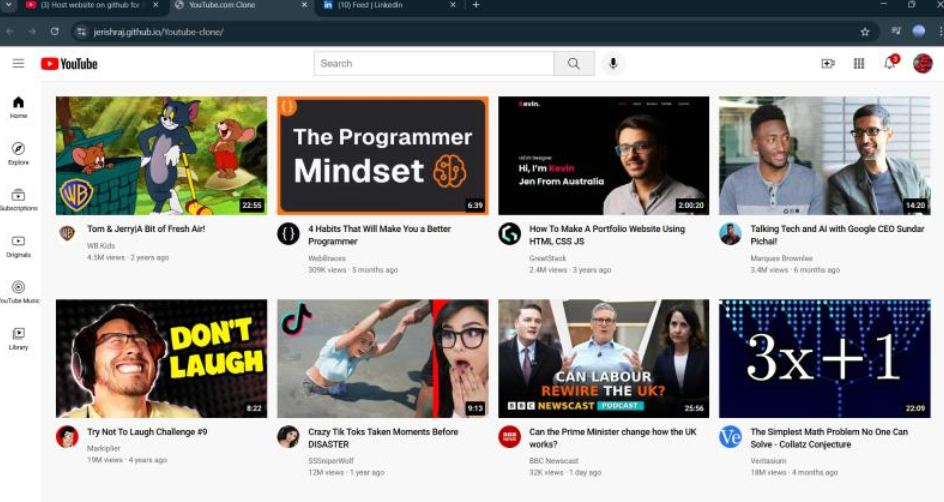 (3) Host website on github for
YouTube.com Clone
(10) Feed | LinkedIn
jerishraj.github.io/Youtube-clone/
YouTube
Search
3
Home
Explore
Subscriptions
Originals
YouTube Music
Library
WB
22:55
Tom & Jerry|A Bit of Fresh Air!
WB Kids
4.5M views · 2 years ago
{}
The Programmer
Mindset
6:39
{}
4 Habits That Will Make You a Better
Programmer
WebBraces
309K views · 5 months ago
Kevin.
UI/UX Designer
Hi, I'm Kevin
Jen From Australia
2:00:20
How To Make A Portfolio Website Using
HTML CSS JS
GreatStack
2.4M views · 3 years ago
14:20
Talking Tech and AI with Google CEO Sundar
Pichai!
Marques Brownlee
3.4M views · 6 months ago
DON'T
LAUGH
8:22
Try Not To Laugh Challenge #9
Markiplier
19M views · 4 years ago
9:13
Crazy Tik Toks Taken Moments Before
DISASTER
SSSniperWolf
12M views · 1 year ago
CAN LABOUR
REWIRE THE UK?
BBC NEWSCAST PODCAST
25:56
BBC
NEWS
Can the Prime Minister change how the UK
works?
BBC Newscast
32K views · 1 day ago
3x+1
22:09
Ve
The Simplest Math Problem No One Can
Solve - Collatz Conjecture
Veritasium
18M views · 4 months ago